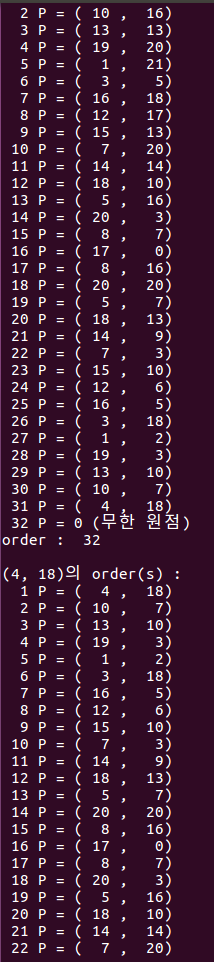 2 P = ( 10 ,  16)
3 P = ( 13 ,  13)
4 P = ( 19 ,  20)
5 P = (  1 ,  21)
6 P = (  3 ,   5)
7 P = ( 16 ,  18)
8 P = ( 12 ,  17)
9 P = ( 15 ,  13)
10 P = (  7 ,  20)
11 P = ( 14 ,  14)
12 P = ( 18 ,  10)
13 P = (  5 ,  16)
14 P = ( 20 ,   3)
15 P = (  8 ,   7)
16 P = ( 17 ,   0)
17 P = (  8 ,  16)
18 P = ( 20 ,  20)
19 P = (  5 ,   7)
20 P = ( 18 ,  13)
21 P = ( 14 ,   9)
22 P = (  7 ,   3)
23 P = ( 15 ,  10)
24 P = ( 12 ,   6)
25 P = ( 16 ,   5)
26 P = (  3 ,  18)
27 P = (  1 ,   2)
28 P = ( 19 ,   3)
29 P = ( 13 ,  10)
30 P = ( 10 ,   7)
31 P = (  4 ,  18)
32 P = 0 (무한 원점)
order :  32
(4, 18)의 order(s) :
1 P = (  4 ,  18)
2 P = ( 10 ,   7)
3 P = ( 13 ,  10)
4 P = ( 19 ,   3)
5 P = (  1 ,   2)
6 P = (  3 ,  18)
7 P = ( 16 ,   5)
8 P = ( 12 ,   6)
9 P = ( 15 ,  10)
10 P = (  7 ,   3)
11 P = ( 14 ,   9)
12 P = ( 18 ,  13)
13 P = (  5 ,   7)
14 P = ( 20 ,  20)
15 P = (  8 ,  16)
16 P = ( 17 ,   0)
17 P = (  8 ,   7)
18 P = ( 20 ,   3)
19 P = (  5 ,  16)
20 P = ( 18 ,  10)
21 P = ( 14 ,  14)
22 P = (  7 ,  20)